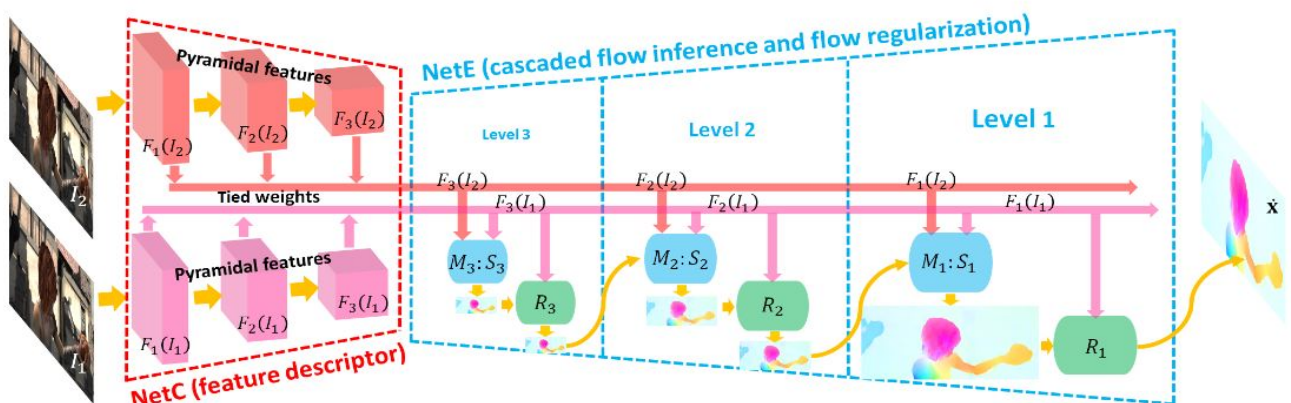 Pyramidal features
F₁(I₂)
F₂(I₂)
F₃(I₂)
I₂
Tied weights
Pyramidal features
F₁(I₁)
F₂(I₁)
F₃(I₁)
I₁
NetC (feature descriptor)
NetE (cascaded flow inference and flow regularization)
Level 3
Level 2
Level 1
F₃(I₂)
F₃(I₁)
F₂(I₂)
F₂(I₁)
F₁(I₂)
F₁(I₁)
M₃: S₃
R₃
M₂: S₂
R₂
M₁: S₁
R₁
ẋ